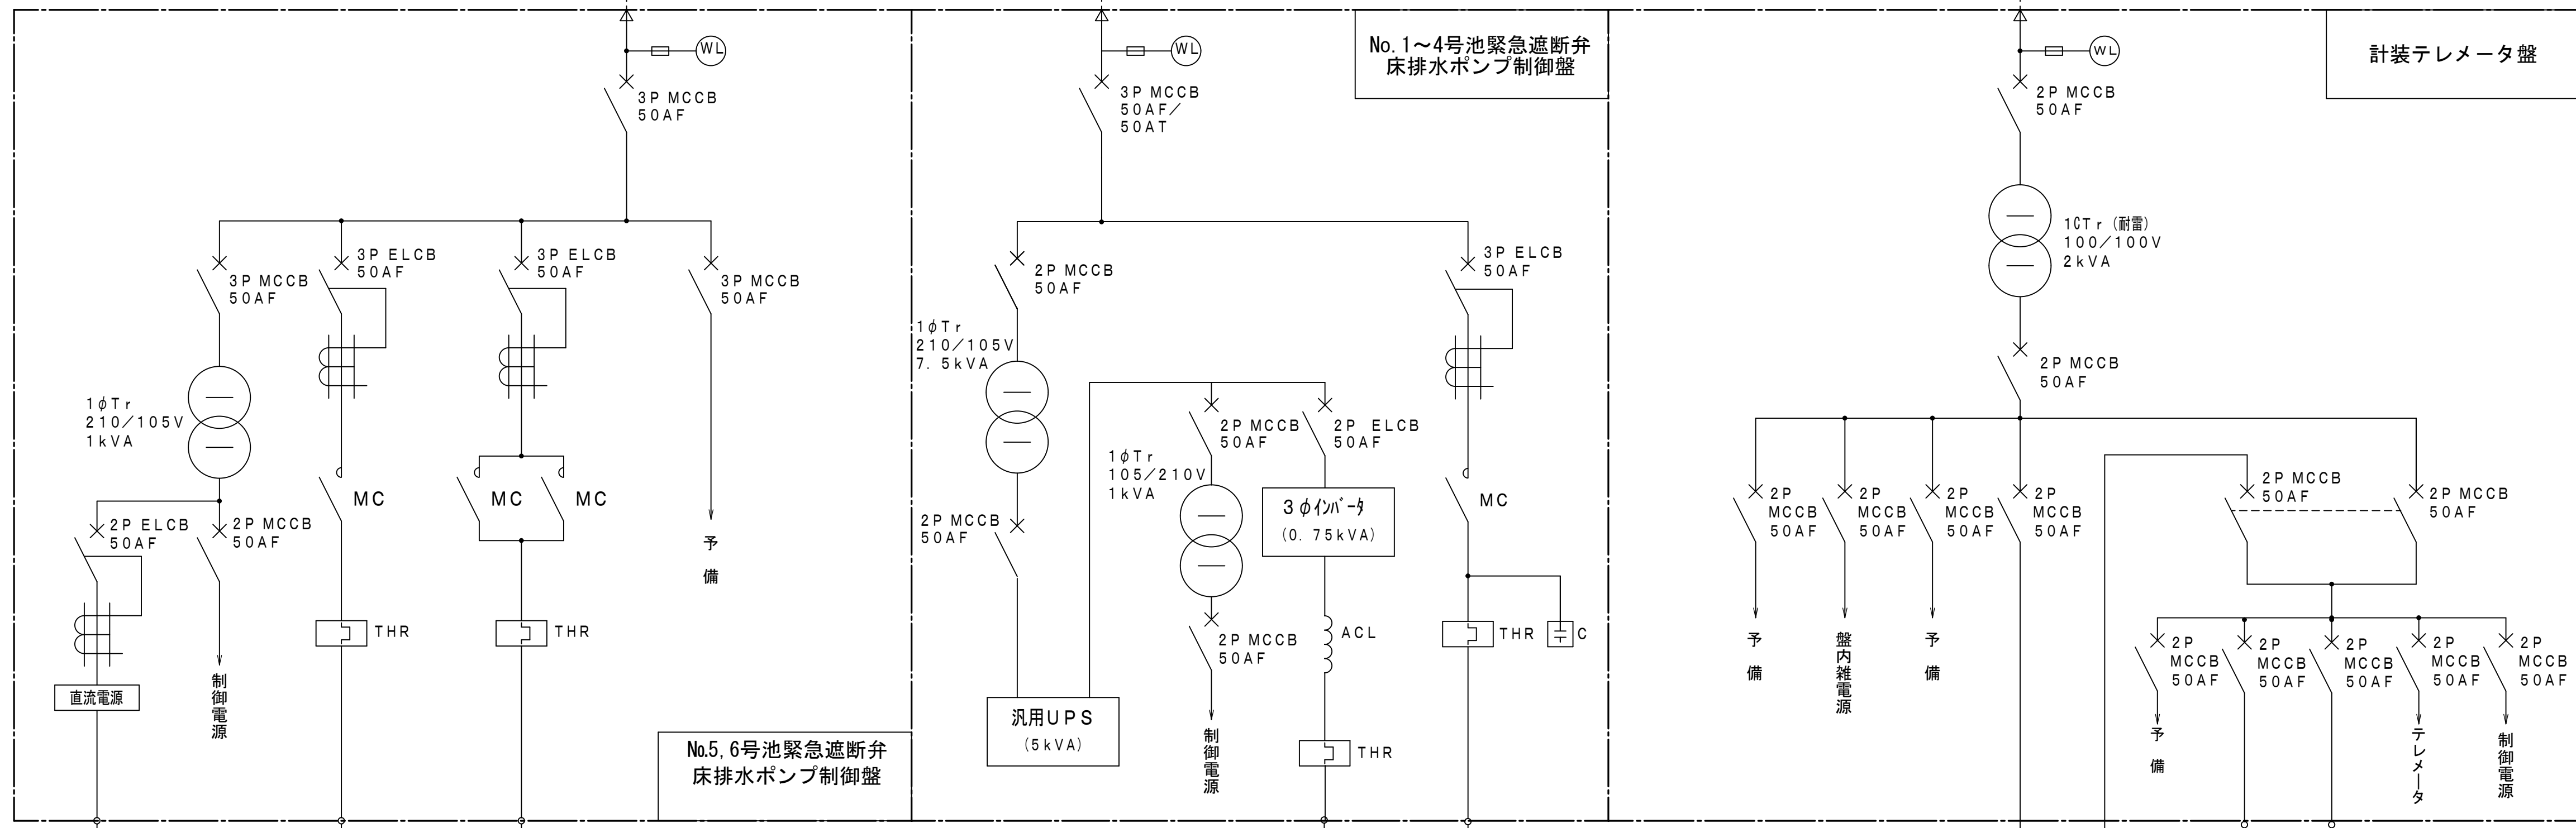 WL
3P MCCB
50AF
3P MCCB
50AF
3P ELCB
50AF
3P ELCB
50AF
3P MCCB
50AF
1φTr
210/105V
1kVA
MC
MC
MC
2P ELCB
50AF
2P MCCB
50AF
THR
THR
予備
直流電源
制御電源
No.5,6号池緊急遮断弁
床排水ポンプ制御盤
WL
No.1~4号池緊急遮断弁
床排水ポンプ制御盤
3P MCCB
50AF/
50AT
2P MCCB
50AF
3P ELCB
50AF
1φTr
210/105V
7.5kVA
2P MCCB
50AF
2P ELCB
50AF
1φTr
105/210V
1kVA
3φインバータ
(0.75kVA)
MC
2P MCCB
50AF
ACL
THR
C
2P MCCB
50AF
汎用UPS
(5kVA)
制御電源
THR
WL
計装テレメータ盤
2P MCCB
50AF
1CTr(耐雷)
100/100V
2kVA
2P MCCB
50AF
2P
MCCB
50AF
2P
MCCB
50AF
2P
MCCB
50AF
2P
MCCB
50AF
2P MCCB
50AF
2P MCCB
50AF
予備
盤内雑電源
予備
2P
MCCB
50AF
2P
MCCB
50AF
2P
MCCB
50AF
2P
MCCB
50AF
2P
MCCB
50AF
予備
テレメータ
制御電源